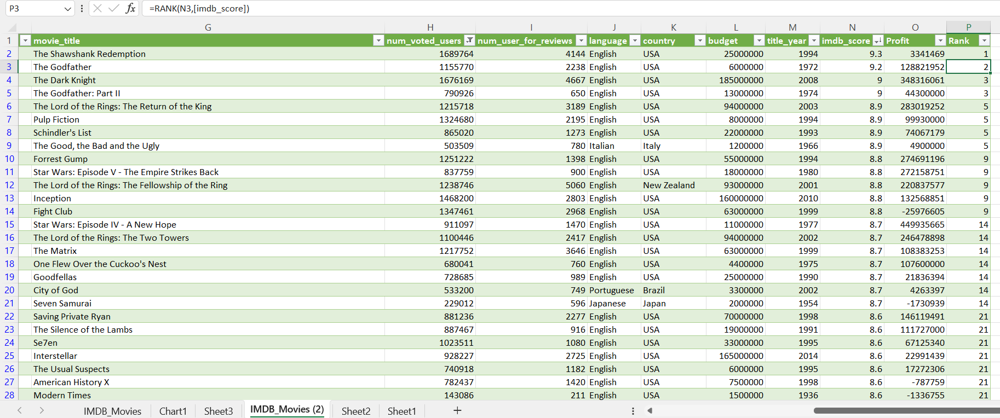 P3 fx =RANK(N3,[imdb_score])
G H I J K L M N O P
1 movie_title num_voted_users num_user_for_reviews language country budget title_year imdb_score Profit Rank
2 The Shawshank Redemption 1689764 4144 English USA 25000000 1994 9.3 3341469 1
3 The Godfather 1155770 2238 English USA 6000000 1972 9.2 128821952 2
4 The Dark Knight 1676169 4667 English USA 185000000 2008 9 348316061 3
5 The Godfather: Part II 790926 650 English USA 13000000 1974 9 44300000 3
6 The Lord of the Rings: The Return of the King 1215718 3189 English USA 94000000 2003 8.9 283019252 5
7 Pulp Fiction 1324680 2195 English USA 8000000 1994 8.9 99930000 5
8 Schindler's List 865020 1273 English USA 22000000 1993 8.9 74067179 5
9 The Good, the Bad and the Ugly 503509 780 Italian Italy 1200000 1966 8.9 4900000 5
10 Forrest Gump 1251222 1398 English USA 55000000 1994 8.8 274691196 9
11 Star Wars: Episode V - The Empire Strikes Back 837759 900 English USA 18000000 1980 8.8 272158751 9
12 The Lord of the Rings: The Fellowship of the Ring 1238746 5060 English New Zealand 93000000 2001 8.8 220837577 9
13 Inception 1468200 2803 English USA 160000000 2010 8.8 132568851 9
14 Fight Club 1347461 2968 English USA 63000000 1999 8.8 -25976605 9
15 Star Wars: Episode IV - A New Hope 911097 1470 English USA 11000000 1977 8.7 449935665 14
16 The Lord of the Rings: The Two Towers 1100446 2417 English USA 94000000 2002 8.7 246478898 14
17 The Matrix 1217752 3646 English USA 63000000 1999 8.7 108383253 14
18 One Flew Over the Cuckoo's Nest 680041 760 English USA 4400000 1975 8.7 107600000 14
19 Goodfellas 728685 989 English USA 25000000 1990 8.7 21836394 14
20 City of God 533200 749 Portuguese Brazil 3300000 2002 8.7 4263397 14
21 Seven Samurai 229012 596 Japanese Japan 2000000 1954 8.7 -1730939 14
22 Saving Private Ryan 881236 2277 English USA 70000000 1998 8.6 146119491 21
23 The Silence of the Lambs 887467 916 English USA 19000000 1991 8.6 111727000 21
24 Se7en 1023511 1080 English USA 33000000 1995 8.6 67125340 21
25 Interstellar 928227 2725 English USA 165000000 2014 8.6 22991439 21
26 The Usual Suspects 740918 1182 English USA 6000000 1995 8.6 17272306 21
27 American History X 782437 1420 English USA 7500000 1998 8.6 -787759 21
28 Modern Times 143086 211 English USA 1500000 1936 8.6 -1336755 21
IMDB_Movies Chart1 Sheet3 IMDB_Movies (2) Sheet2 Sheet1 +